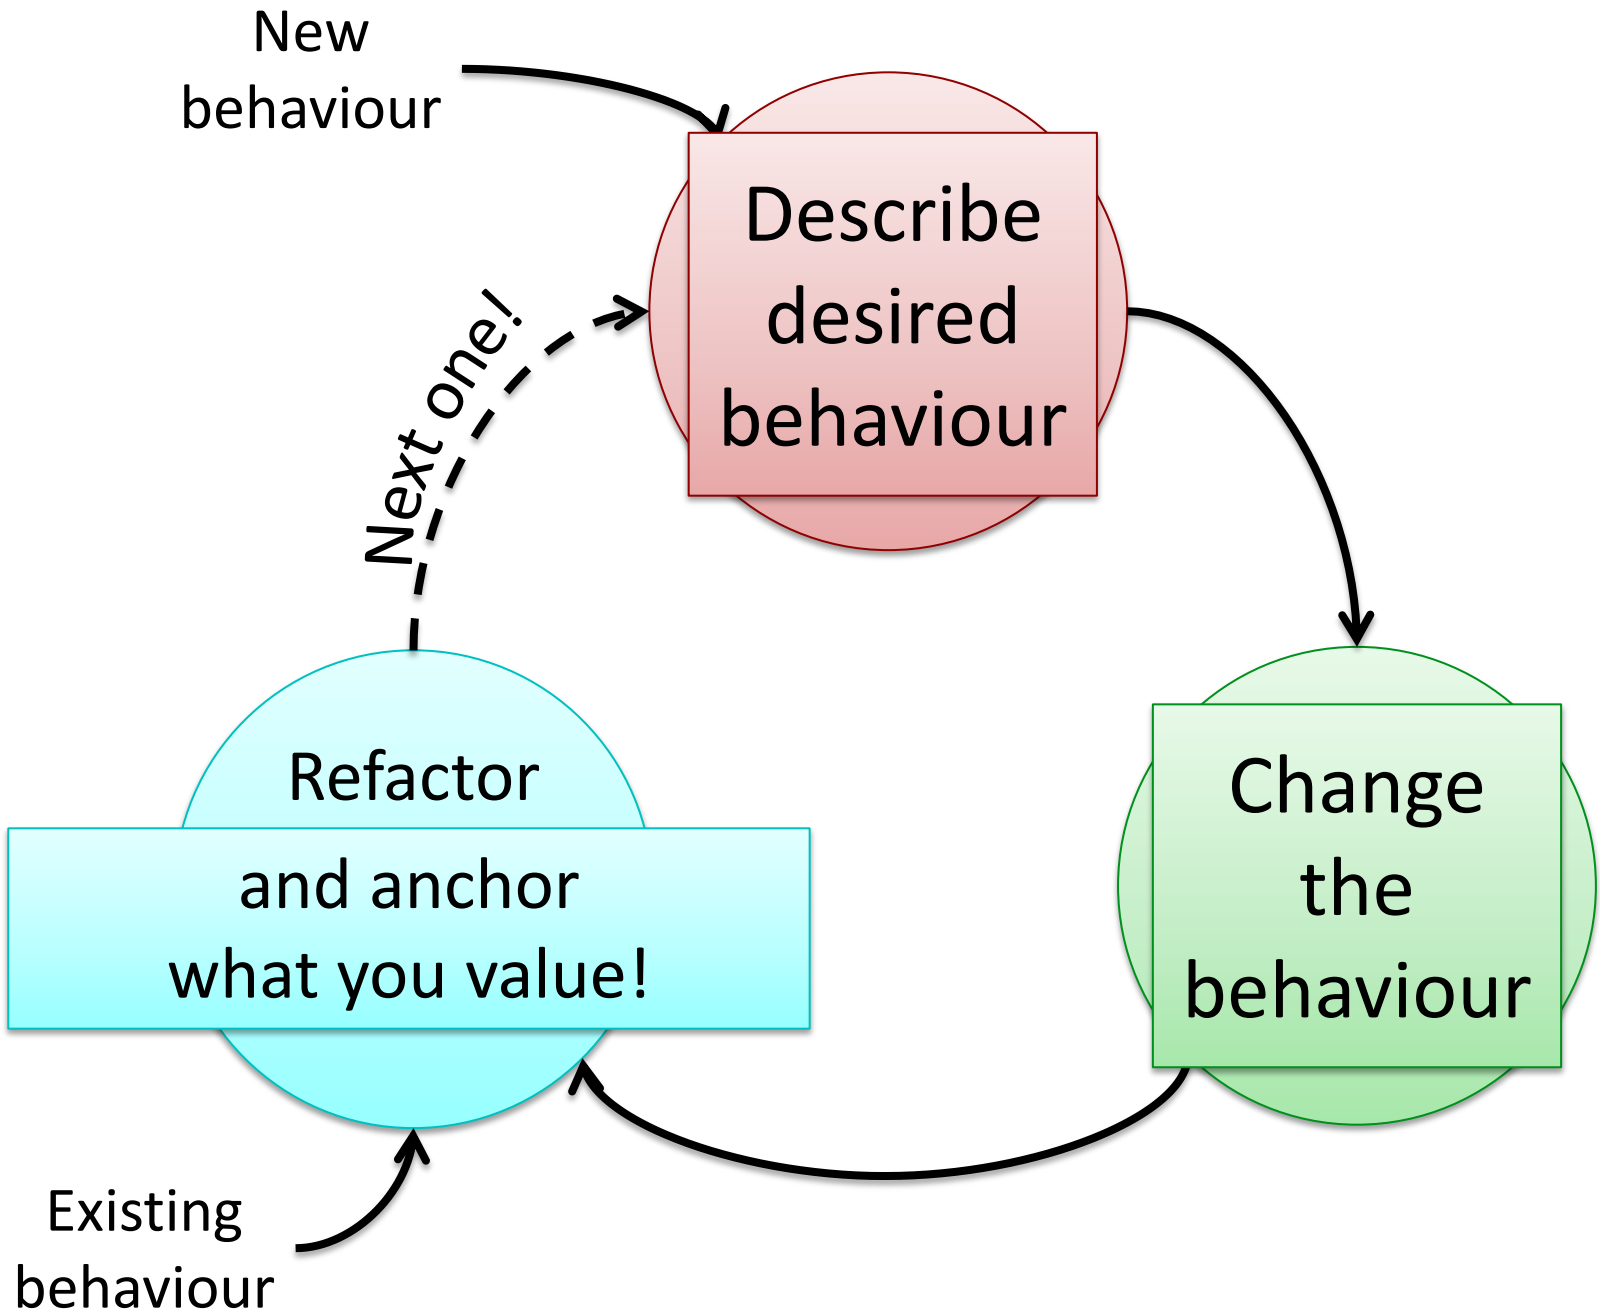 New
behaviour
Describe
desired
behaviour
Next one!
Change
the
behaviour
Refactor
and anchor
what you value!
Existing
behaviour